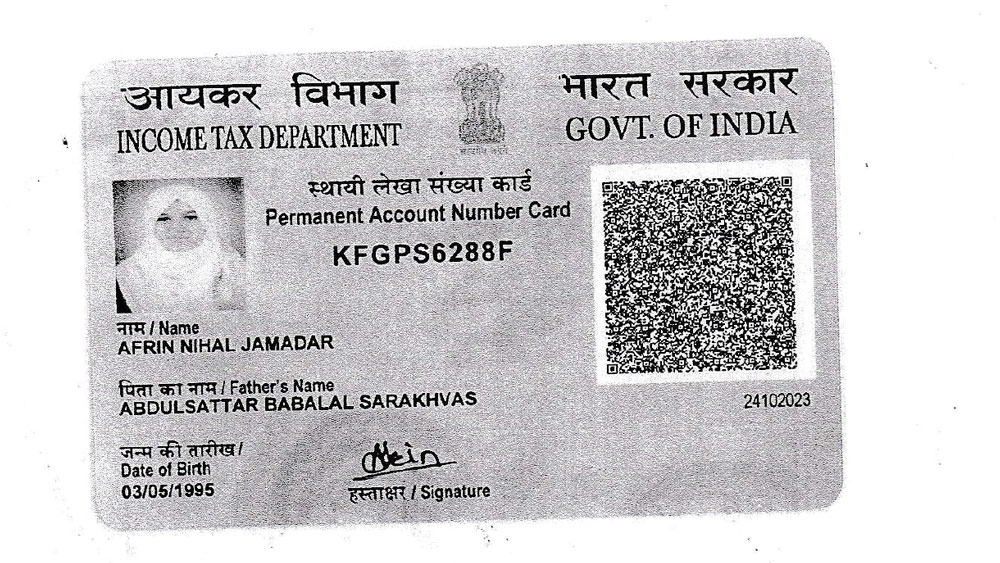 आयकर विभाग
INCOME TAX DEPARTMENT
भारत सरकार
GOVT. OF INDIA
स्थायी लेखा संख्या कार्ड
Permanent Account Number Card
KFGPS6288F
नाम / Name
AFRIN NIHAL JAMADAR
पिता का नाम / Father's Name
ABDULSATTAR BABALAL SARAKHVAS
24102023
जन्म की तारीख /
Date of Birth
03/05/1995
हस्ताक्षर / Signature